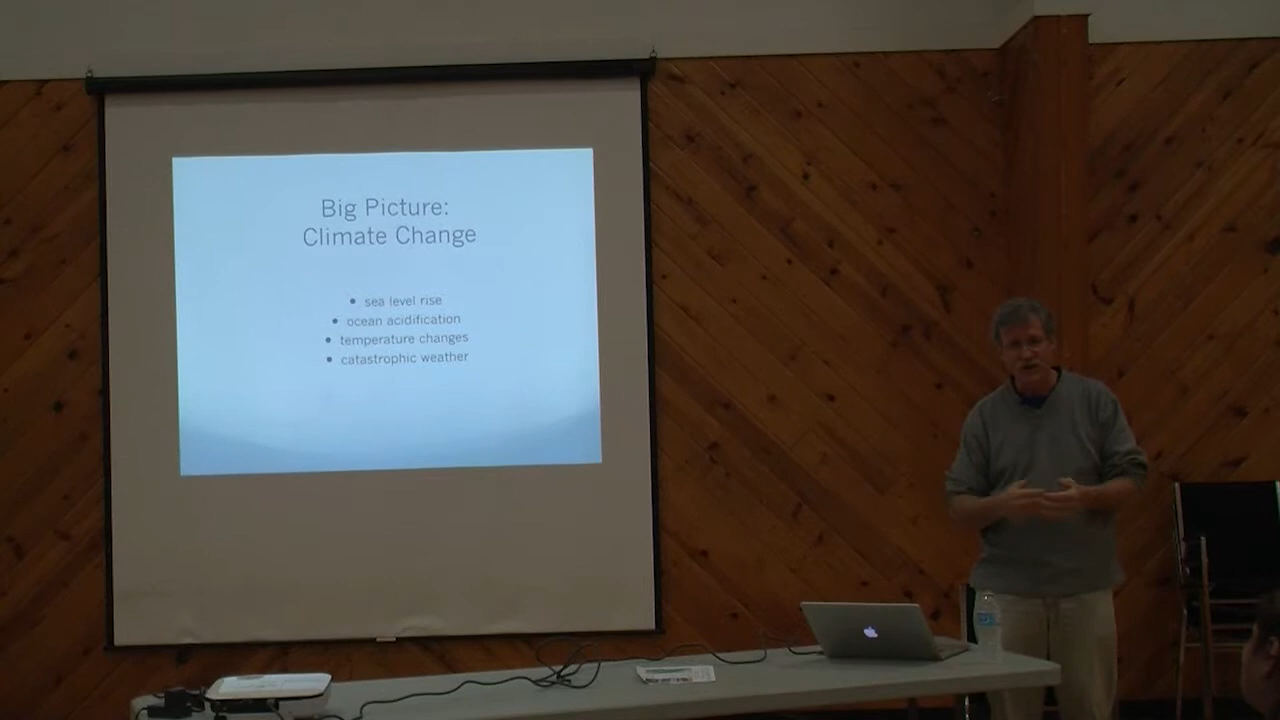 Big Picture:
Climate Change
• sea level rise
• ocean acidification
• temperature changes
• catastrophic weather